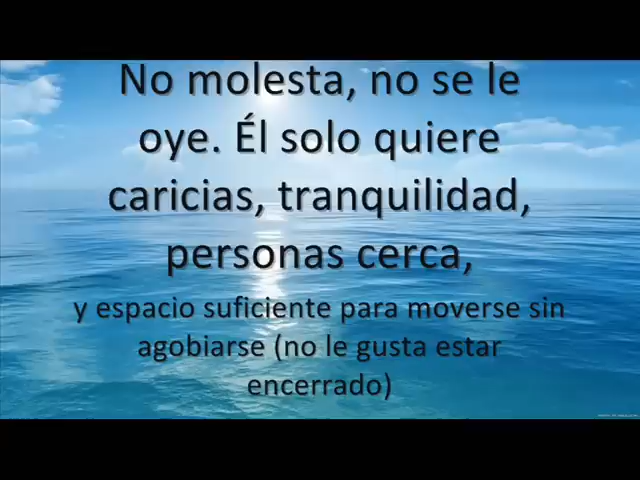 No molesta, no se le
oye. Él solo quiere
caricias, tranquilidad,
personas cerca,
y espacio suficiente para moverse sin
agobiarse (no le gusta estar
encerrado)